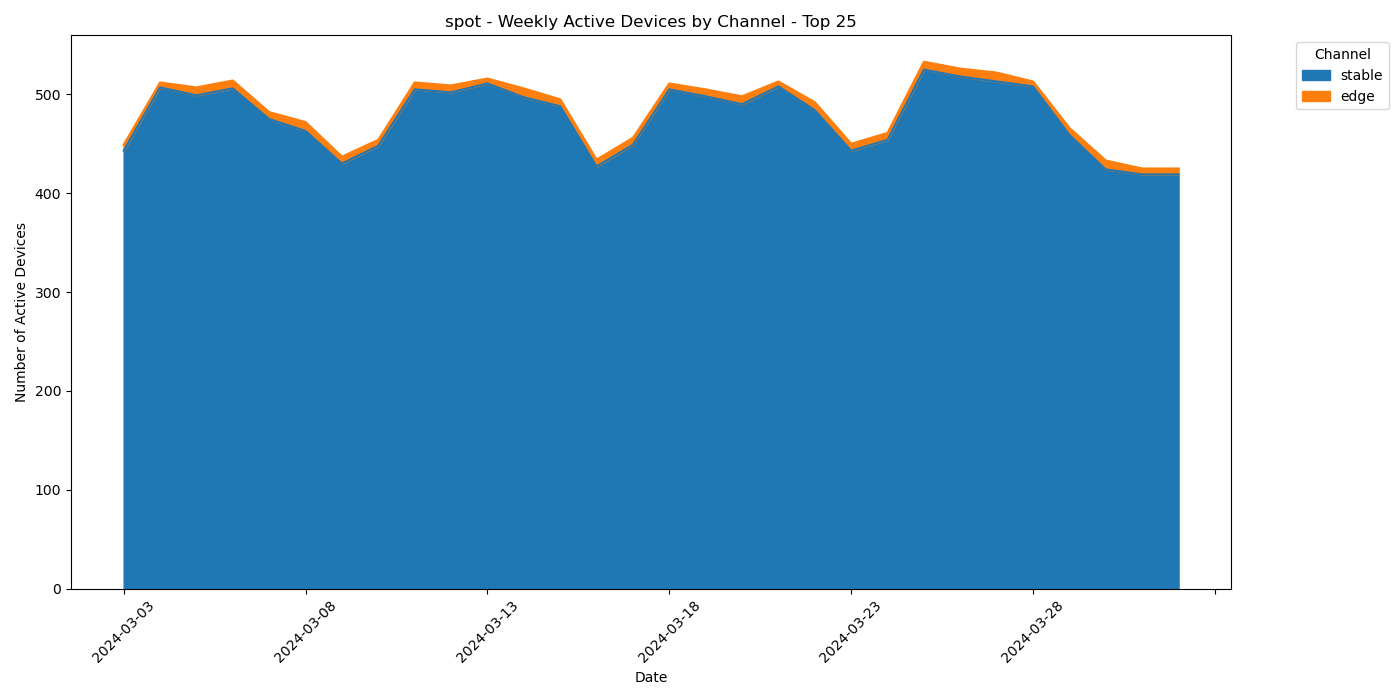 spot - Weekly Active Devices by Channel - Top 25
Channel
stable
edge
Number of Active Devices
500
400
300
200
100
0
2024-03-03
2024-03-08
2024-03-13
2024-03-18
2024-03-23
2024-03-28
Date